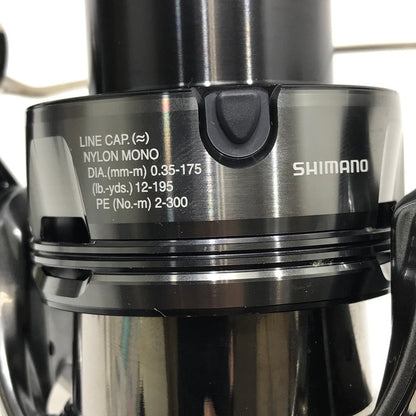 LINE CAP.(≈)
NYLON MONO
DIA.(mm-m) 0.35-175
(lb.-yds.) 12-195
PE (No.-m) 2-300
SHIMANO